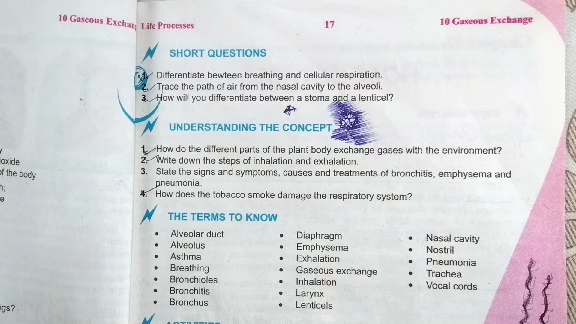 10 Gaseous Exchang
Life Processes
17
10 Gaseous Exchange
SHORT QUESTIONS
1. Differentiate bewteen breathing and cellular respiration.
2. Trace the path of air from the nasal cavity to the alveoli.
3. How will you differentiate between a stoma and a lenticel?
UNDERSTANDING THE CONCEPT
1. How do the different parts of the plant body exchange gases with the environment?
2. Write down the steps of inhalation and exhalation.
3. State the signs and symptoms, causes and treatments of bronchitis, emphysema and
pneumonia.
4. How does the tobacco smoke damage the respiratory system?
THE TERMS TO KNOW
• Alveolar duct
• Alveolus
• Asthma
• Breathing
• Bronchioles
• Bronchitis
• Bronchus
• Diaphragm
• Emphysema
• Exhalation
• Gaseous exchange
• Inhalation
• Larynx
• Lenticels
• Nasal cavity
• Nostril
• Pneumonia
• Trachea
• Vocal cords
oxide
of the body
gs?